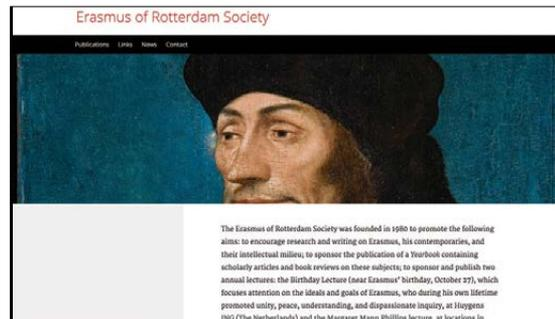 Erasmus of Rotterdam Society
Publications Links News Contact
The Erasmus of Rotterdam Society was founded in 1980 to promote the following
aims: to encourage research and writing on Erasmus, his contemporaries, and
their intellectual milieu; to sponsor the publication of a Yearbook containing
scholarly articles and book reviews on these subjects; to sponsor and publish two
annual lectures: the Birthday Lecture (near Erasmus' birthday, October 27), which
focuses attention on the ideals and goals of Erasmus, who during his own lifetime
promoted unity, peace, understanding, and dispassionate inquiry, at Huygens
ING (The Netherlands) and the Margaret Mann Phillips lecture, at locations in